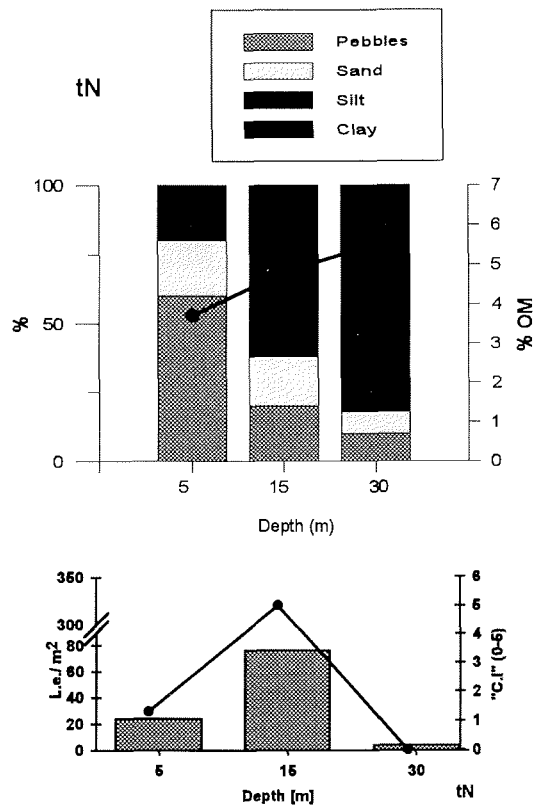 Pebbles
tN
Sand
Silt
Clay
100
50
0
%
7
6
5
4
3
2
1
0
% OM
5 15 30
Depth (m)
350
300
80
60
40
20
0
L.e./ m²
6
5
4
3
2
1
0
"C.I" (0-5)
5 15 30
Depth [m] tN